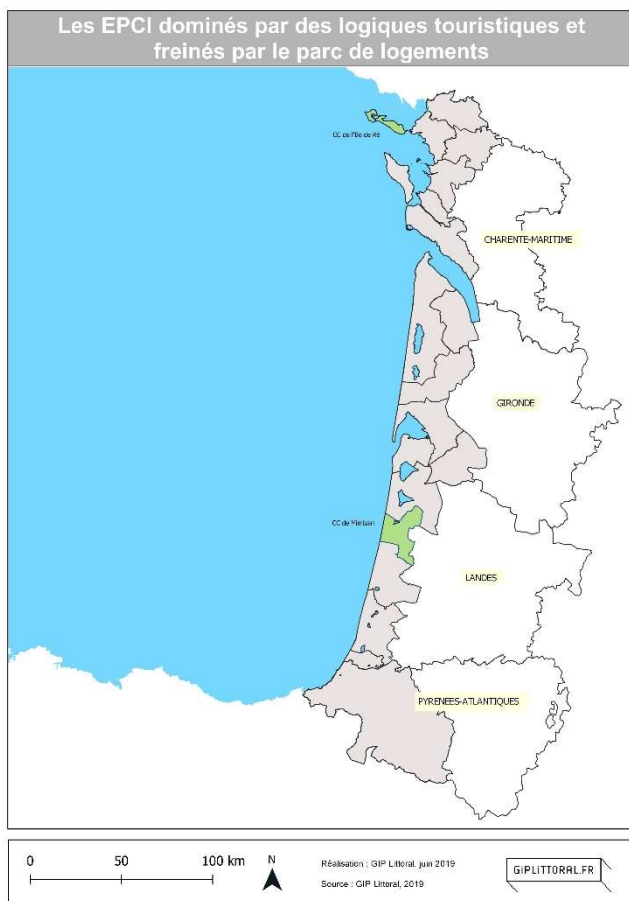 Les EPCI dominés par des logiques touristiques et
freinés par le parc de logements
CC de l'Ile de Ré
CHARENTE-MARITIME
GIRONDE
CC de Mimizan
LANDES
PYRENEES-ATLANTIQUES
0 50 100 km
N
Réalisation : GIP Littoral, juin 2019
Source : GIP Littoral, 2019
GIPLITTORAL.FR